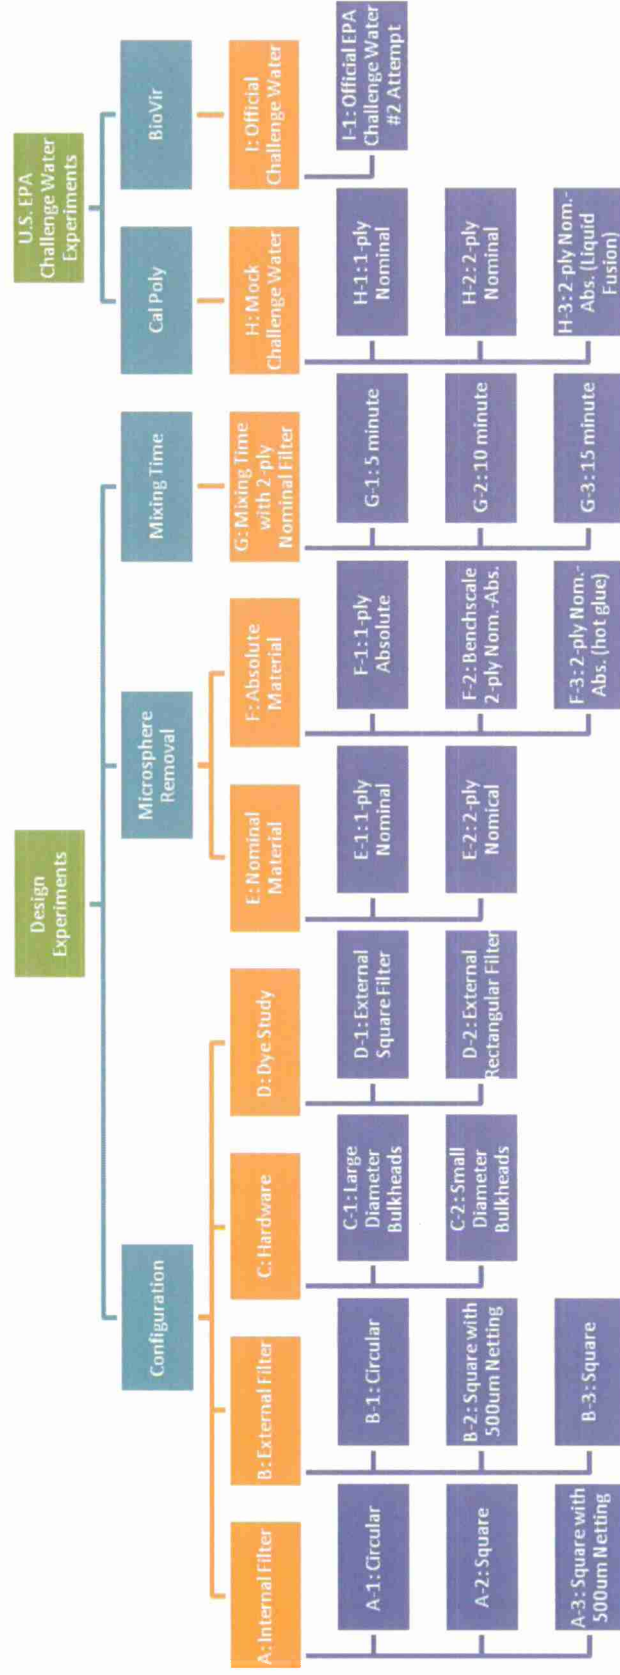 Design
Experiments
U.S. EPA
Challenge Water
Experiments
Configuration
Microsphere
Removal
Mixing Time
Cal Poly
BioVir
A: Internal Filter
B: External Filter
C: Hardware
D: Dye Study
E: Nominal
Material
F: Absolute
Material
G: Mixing Time
with 2-ply
Nominal Filter
H: Mock
Challenge Water
I: Official
Challenge Water
A-1: Circular
A-2: Square
A-3: Square with
500um Netting
B-1: Circular
B-2: Square with
500um Netting
B-3: Square
C-1: Large
Diameter
Bulkheads
C-2: Small
Diameter
Bulkheads
D-1: External
Square Filter
D-2: External
Rectangular Filter
E-1: 1-ply
Nominal
E-2: 2-ply
Nomical
F-1: 1-ply
Absolute
F-2: Benchscale
2-ply Nom.-Abs.
F-3: 2-ply Nom.-
Abs. (hot glue)
G-1: 5 minute
G-2: 10 minute
G-3: 15 minute
H-1: 1-ply
Nominal
H-2: 2-ply
Nominal
H-3: 2-ply Nom.-
Abs. (Liquid
Fusion)
I-1: Official EPA
Challenge Water
#2 Attempt